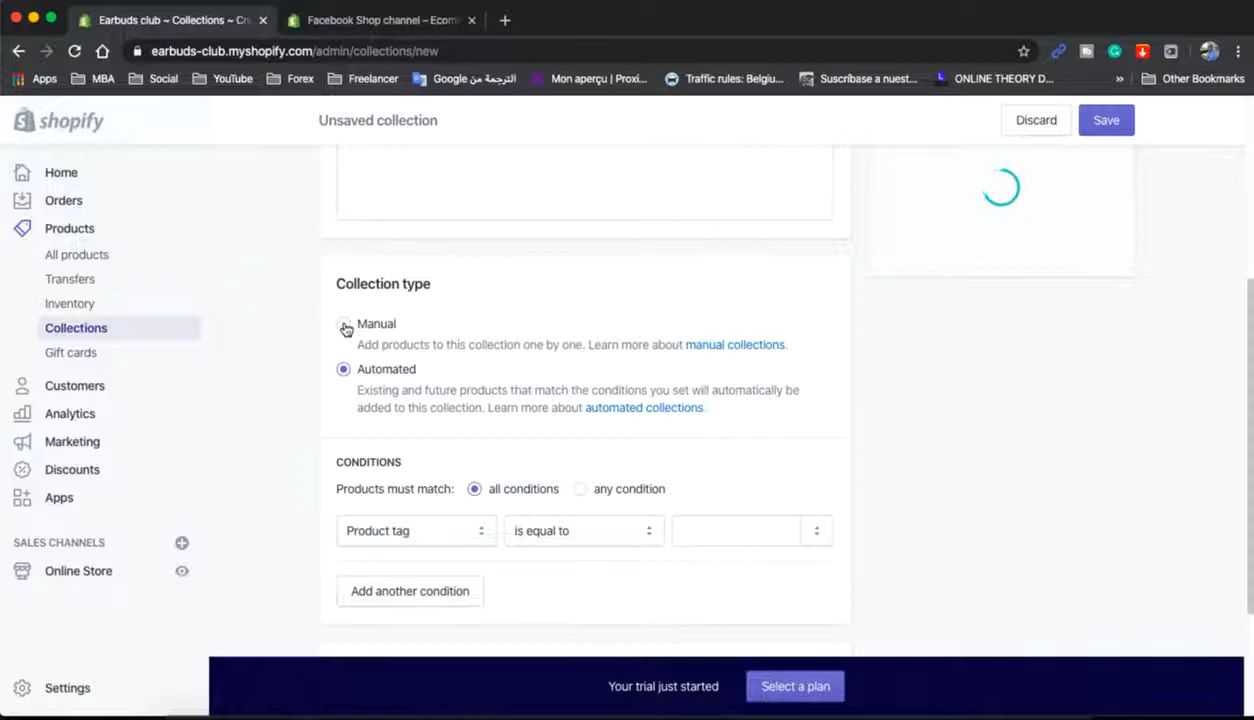 Earbuds club ~ Collections ~ Cr
Facebook Shop channel – Ecom
earbuds-club.myshopify.com/admin/collections/new
Apps
MBA
Social
YouTube
Forex
Freelancer
الترجمة من Google
Mon aperçu | Proxi...
Traffic rules: Belgiu...
Suscríbase a nuest...
ONLINE THEORY D...
»
Other Bookmarks
shopify
Unsaved collection
Discard
Save
Home
Orders
Products
All products
Transfers
Inventory
Collections
Gift cards
Customers
Analytics
Marketing
Discounts
Apps
SALES CHANNELS
Online Store
Settings
Collection type
Manual
Add products to this collection one by one. Learn more about manual collections.
Automated
Existing and future products that match the conditions you set will automatically be
added to this collection. Learn more about automated collections.
CONDITIONS
Products must match: all conditions any condition
Product tag
is equal to
Add another condition
Your trial just started
Select a plan